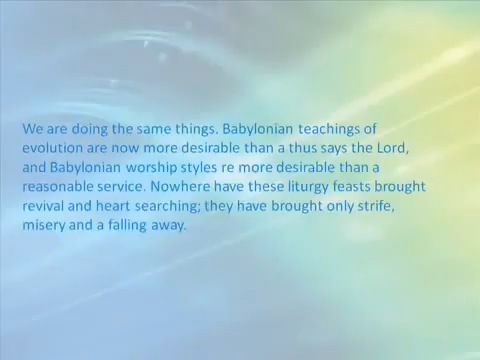 We are doing the same things. Babylonian teachings of
evolution are now more desirable than a thus says the Lord,
and Babylonian worship styles re more desirable than a
reasonable service. Nowhere have these liturgy feasts brought
revival and heart searching; they have brought only strife,
misery and a falling away.